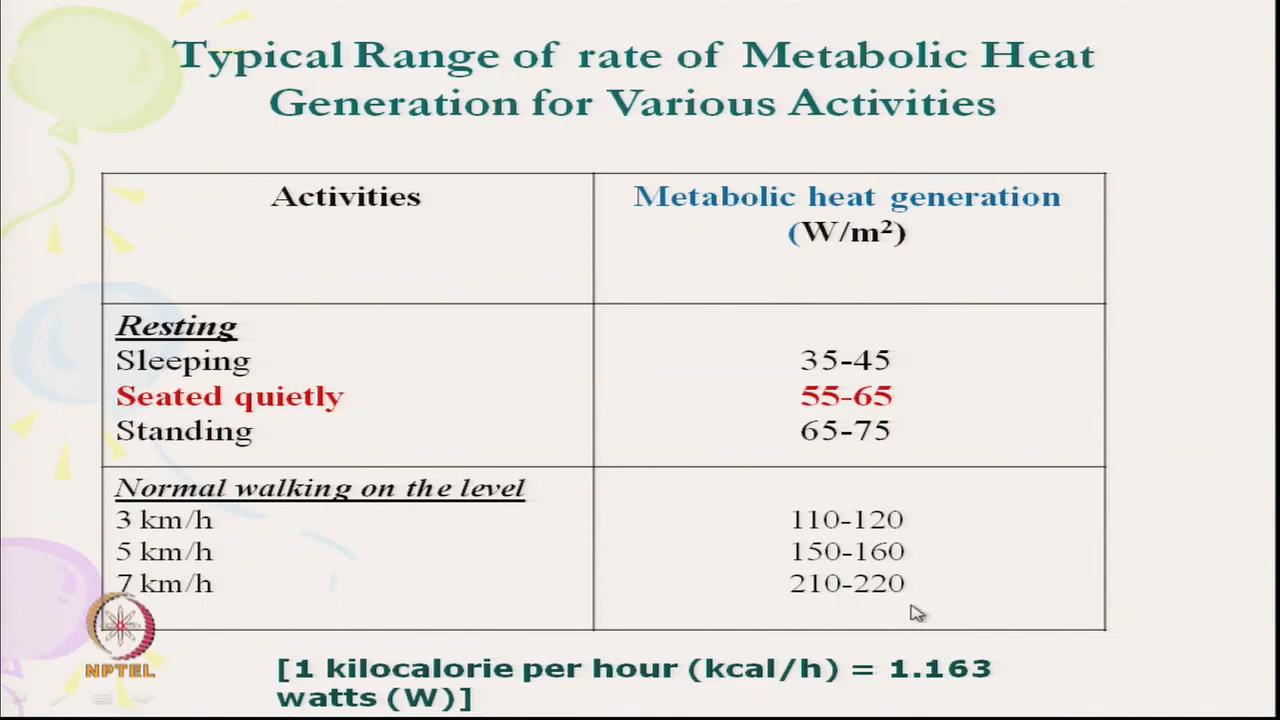 Typical Range of rate of Metabolic Heat
Generation for Various Activities
Activities
Metabolic heat generation
(W/m²)
Resting
Sleeping 35-45
Seated quietly 55-65
Standing 65-75
Normal walking on the level
3 km/h 110-120
5 km/h 150-160
7 km/h 210-220
NPTEL
[1 kilocalorie per hour (kcal/h) = 1.163
watts (W)]